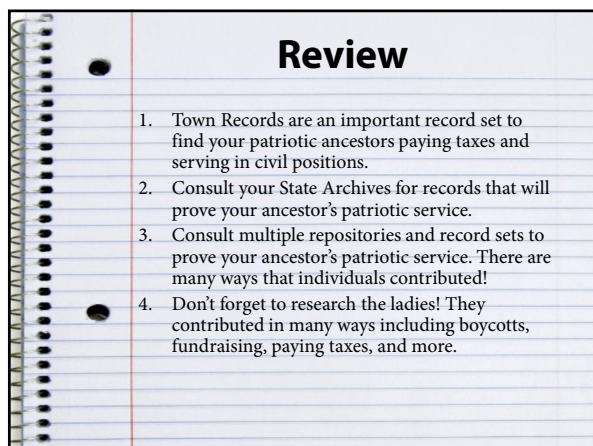 Review
1. Town Records are an important record set to
find your patriotic ancestors paying taxes and
serving in civil positions.
2. Consult your State Archives for records that will
prove your ancestor's patriotic service.
3. Consult multiple repositories and record sets to
prove your ancestor's patriotic service. There are
many ways that individuals contributed!
4. Don't forget to research the ladies! They
contributed in many ways including boycotts,
fundraising, paying taxes, and more.